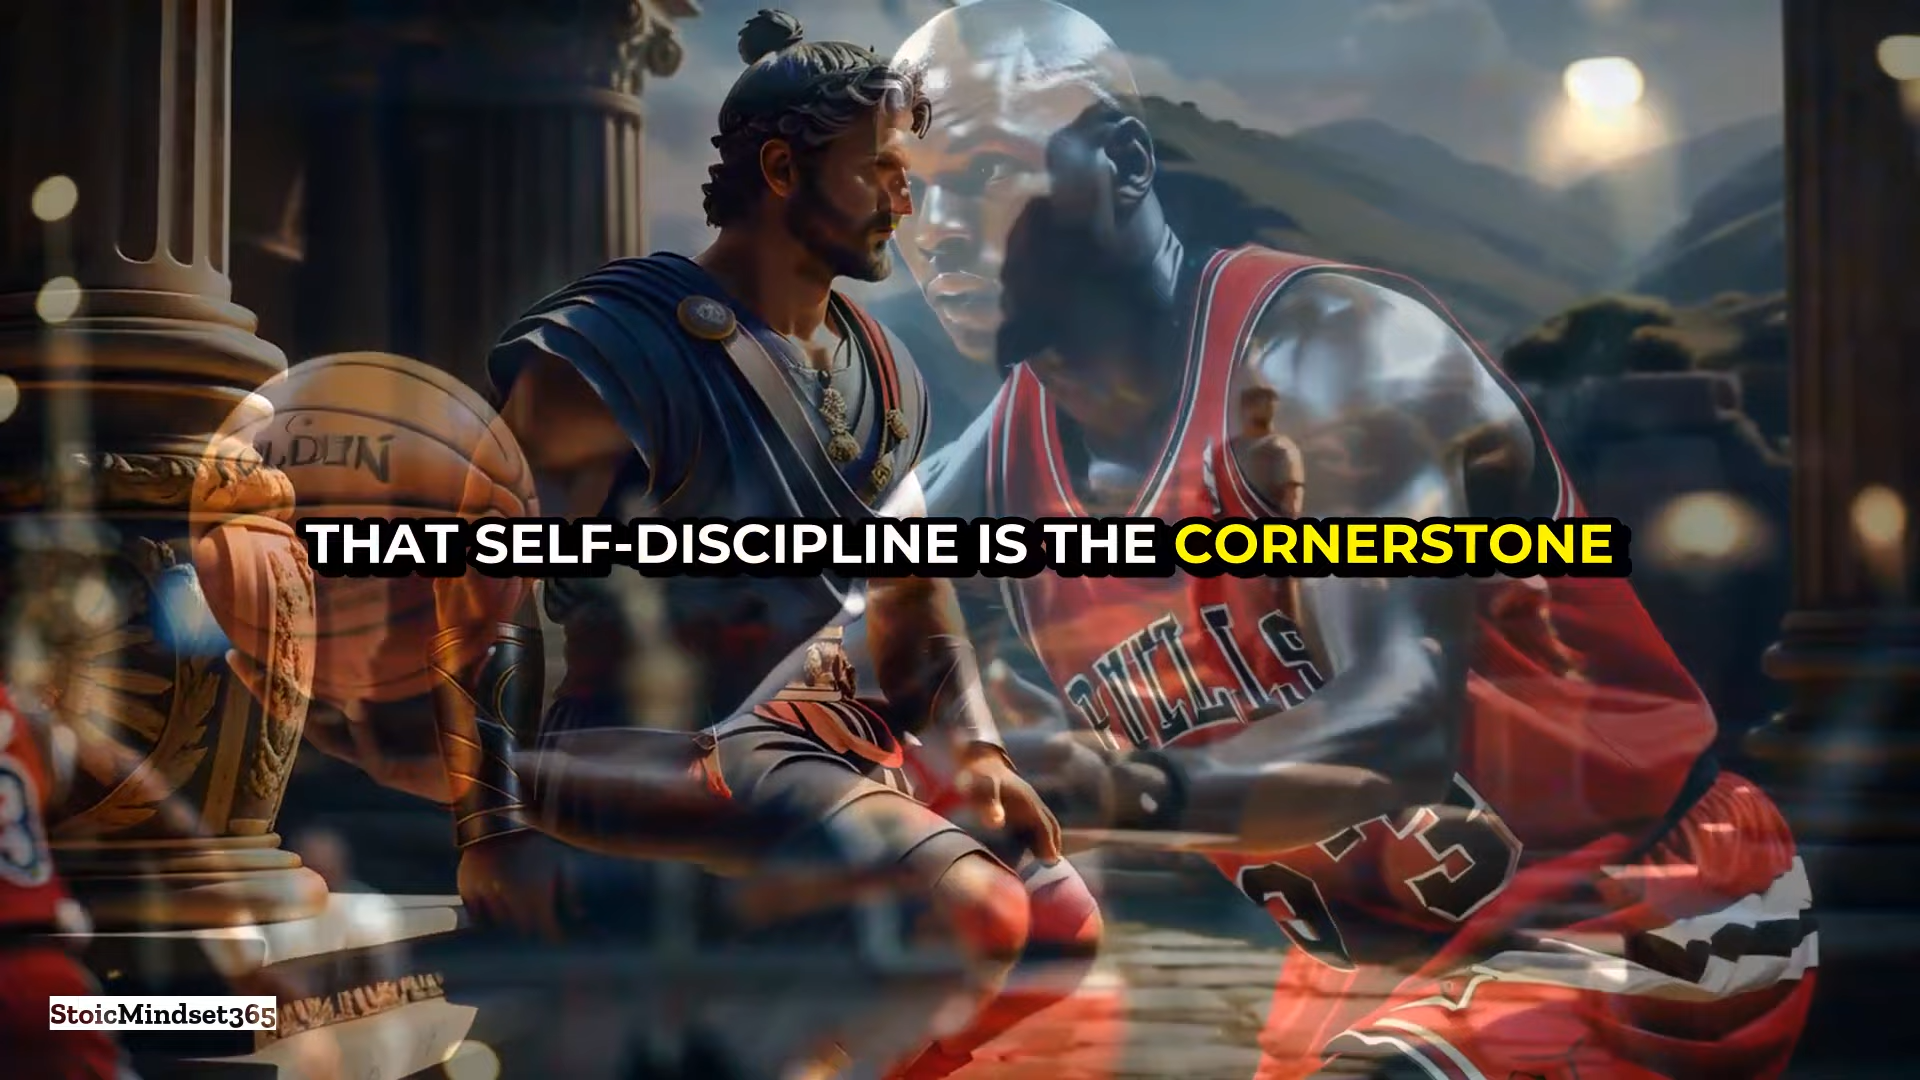 THAT SELF-DISCIPLINE IS THE CORNERSTONE
StoicMindset365